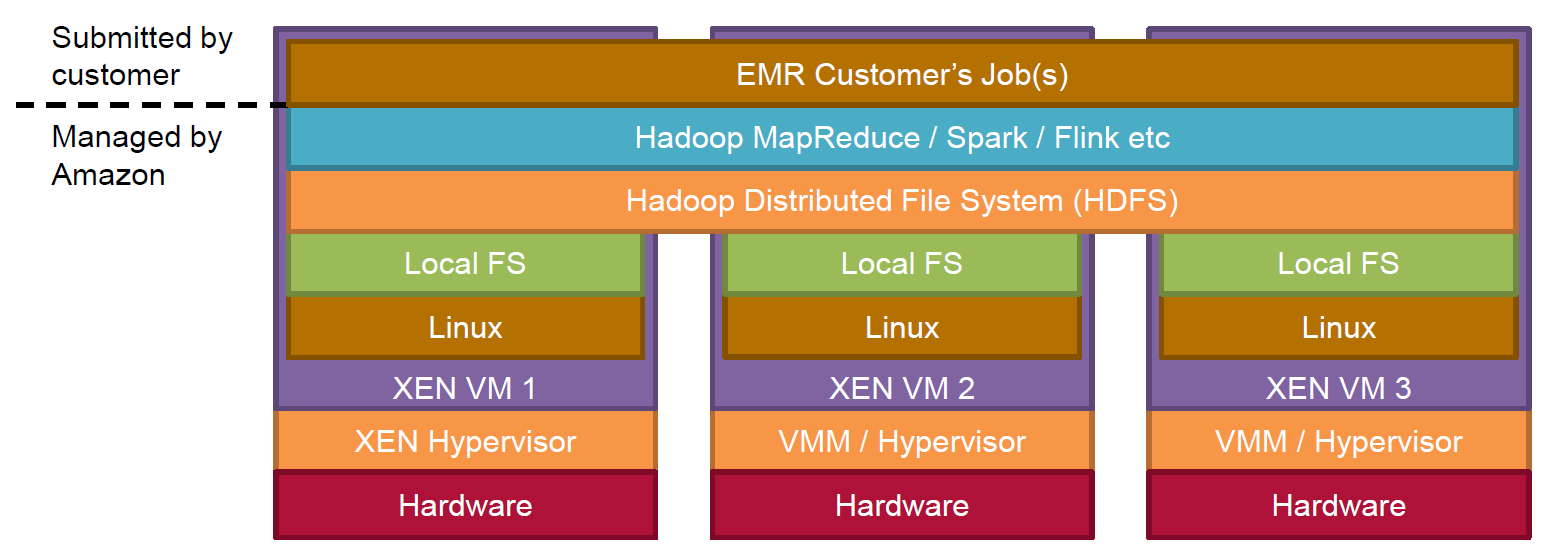 Submitted by
customer
EMR Customer’s Job(s)
Managed by
Amazon
Hadoop MapReduce / Spark / Flink etc
Hadoop Distributed File System (HDFS)
Local FS
Local FS
Local FS
Linux
Linux
Linux
XEN VM 1
XEN VM 2
XEN VM 3
XEN Hypervisor
VMM / Hypervisor
VMM / Hypervisor
Hardware
Hardware
Hardware